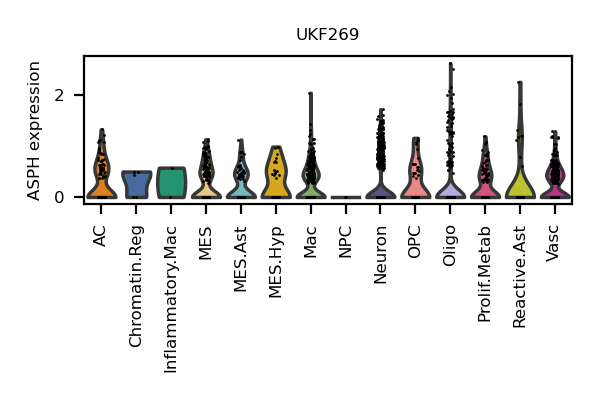 UKF269
ASPH expression
2
0
AC
Chromatin.Reg
Inflammatory.Mac
MES
MES.Ast
MES.Hyp
Mac
NPC
Neuron
OPC
Oligo
Prolif.Metab
Reactive.Ast
Vasc